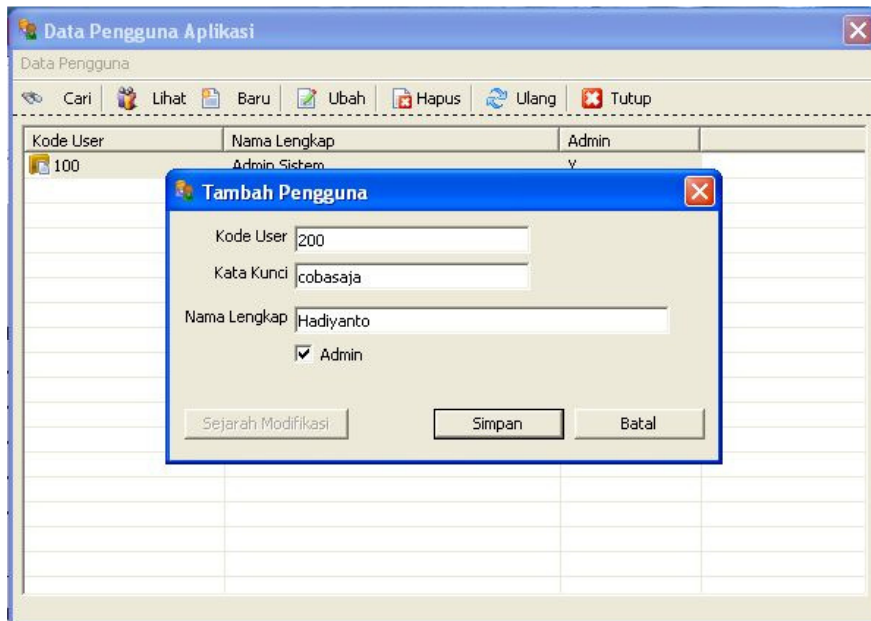 Data Pengguna Aplikasi
Data Pengguna
Cari Lihat Baru Ubah Hapus Ulang Tutup
Kode User Nama Lengkap Admin
100 Admin Sistem Y
Tambah Pengguna
Kode User 200
Kata Kunci cobasaja
Nama Lengkap Hadiyanto
Admin
Sejarah Modifikasi Simpan Batal